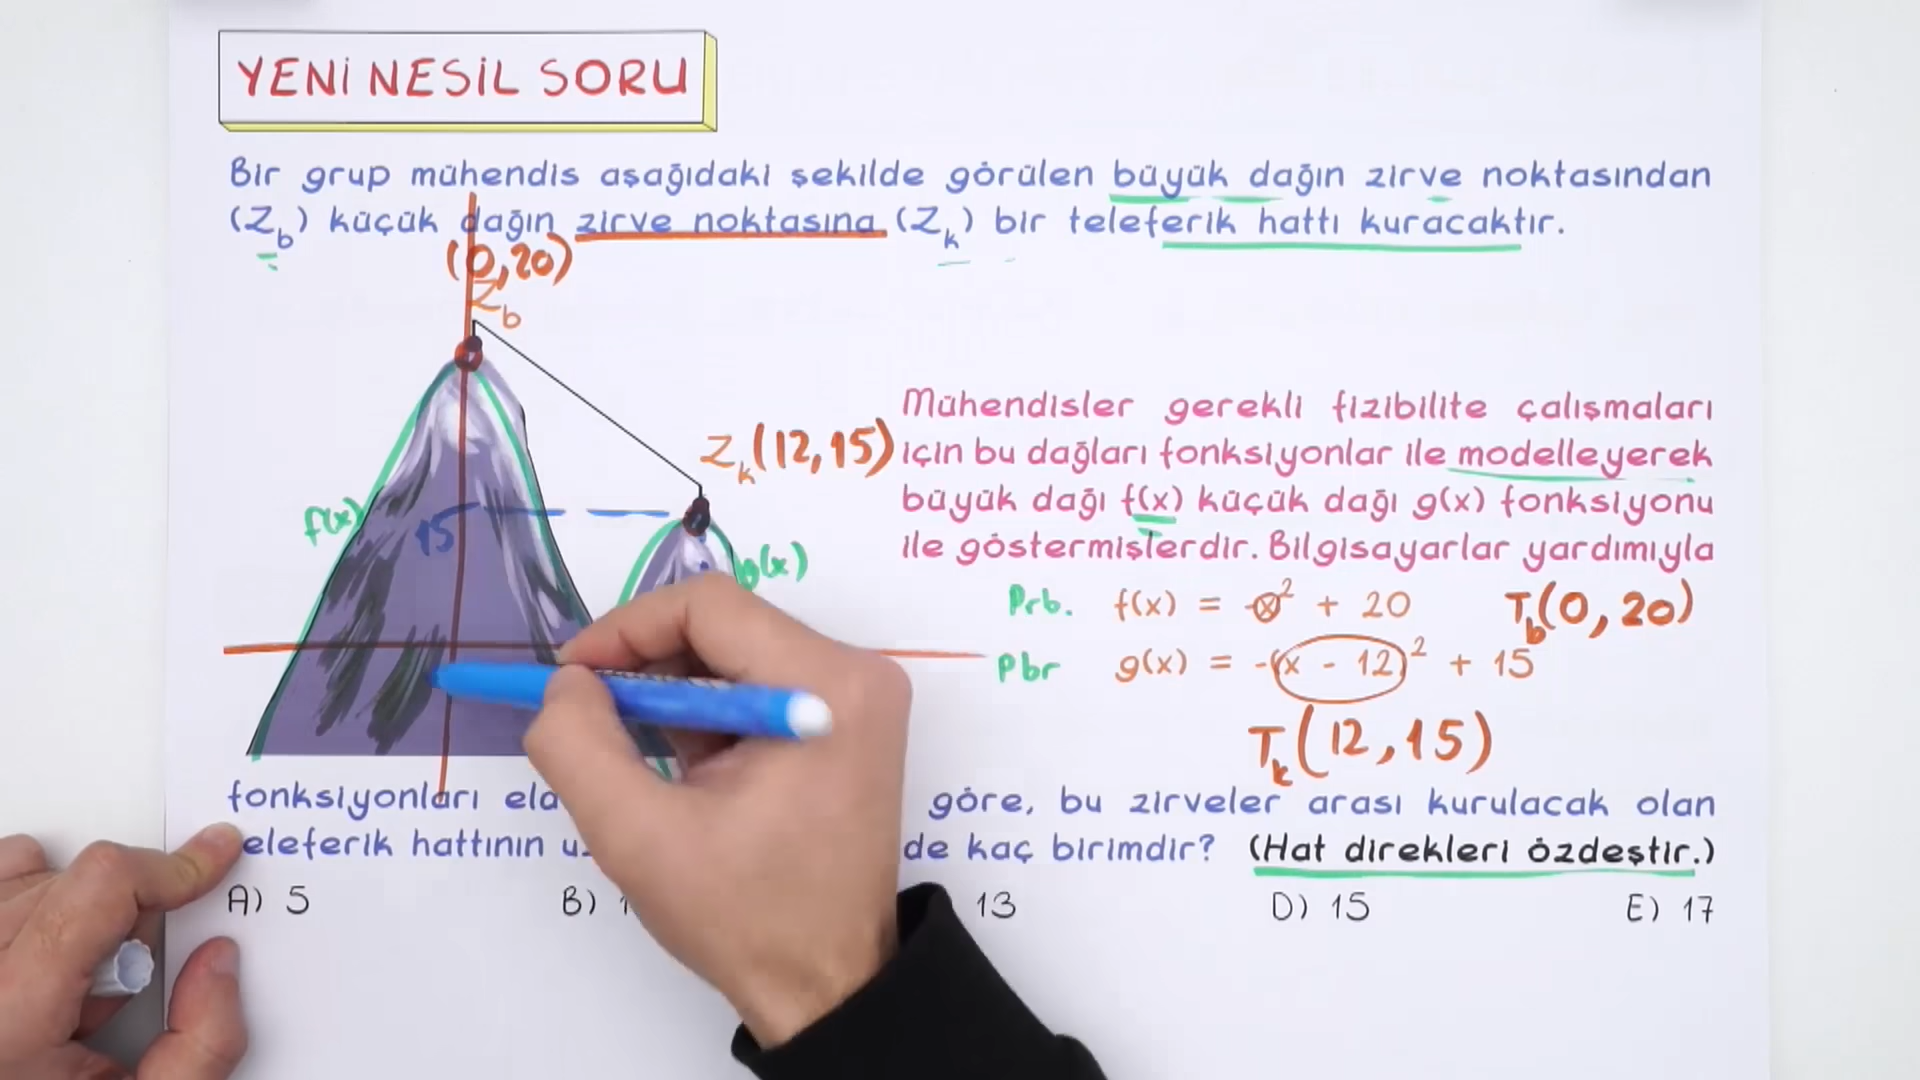 YENİ NESİL SORU
Bir grup mühendis aşağıdaki şekilde görülen büyük dağın zirve noktasından
(Zb) küçük dağın zirve noktasına (Zk) bir teleferik hattı kuracaktır.
(0,20)
Zb
Zk(12,15)
f(x)
15
g(x)
Mühendisler gerekli fizibilite çalışmaları
için bu dağları fonksiyonlar ile modelleyerek
büyük dağı f(x) küçük dağı g(x) fonksiyonu
ile göstermişlerdir. Bilgisayarlar yardımıyla
Prb. f(x) = -x² + 20 Tb(0,20)
Pbr g(x) = -(x - 12)² + 15
Tk(12,15)
fonksiyonları göre, bu zirveler arası kurulacak olan
hattının de kaç birimdir? (Hat direkleri özdeştir.)
A) 5 B) 13 D) 15 E) 17